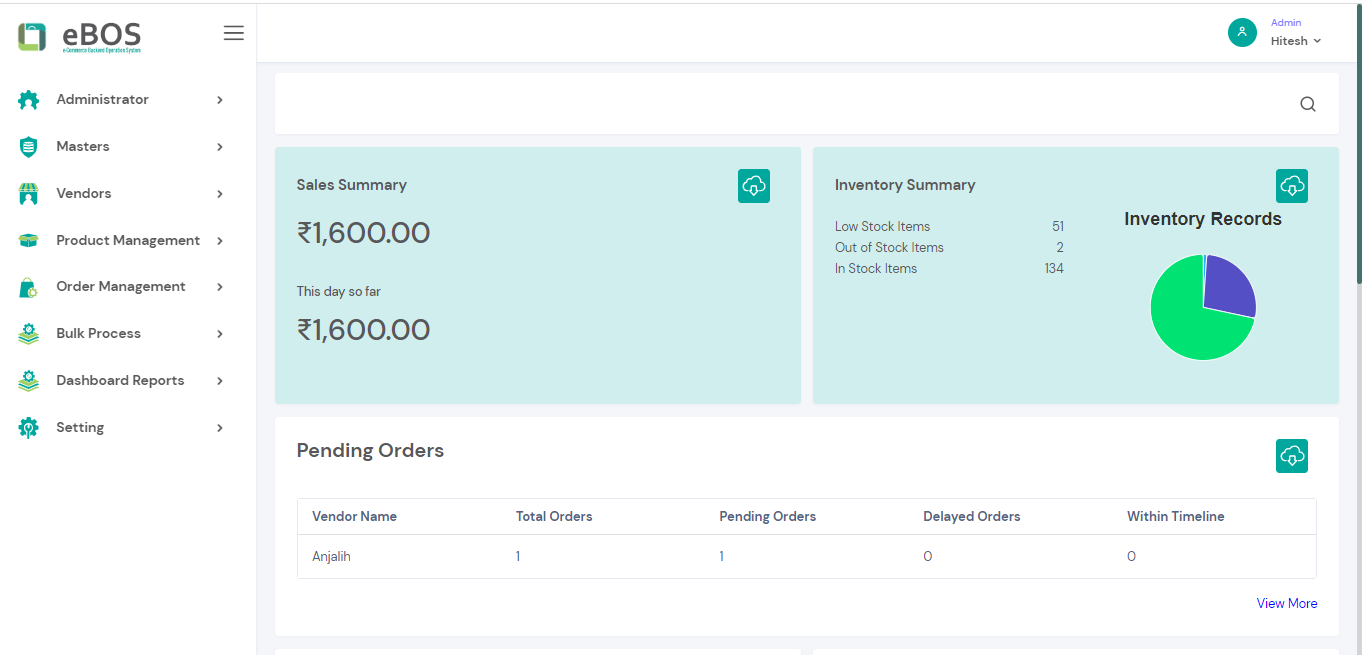 eBOS
e-Commerce Backend Operation System
Admin
Hitesh
Administrator
Masters
Vendors
Product Management
Order Management
Bulk Process
Dashboard Reports
Setting
Sales Summary
₹1,600.00
This day so far
₹1,600.00
Inventory Summary
Low Stock Items 51
Out of Stock Items 2
In Stock Items 134
Inventory Records
Pending Orders
Vendor Name Total Orders Pending Orders Delayed Orders Within Timeline
Anjalih 1 1 0 0
View More